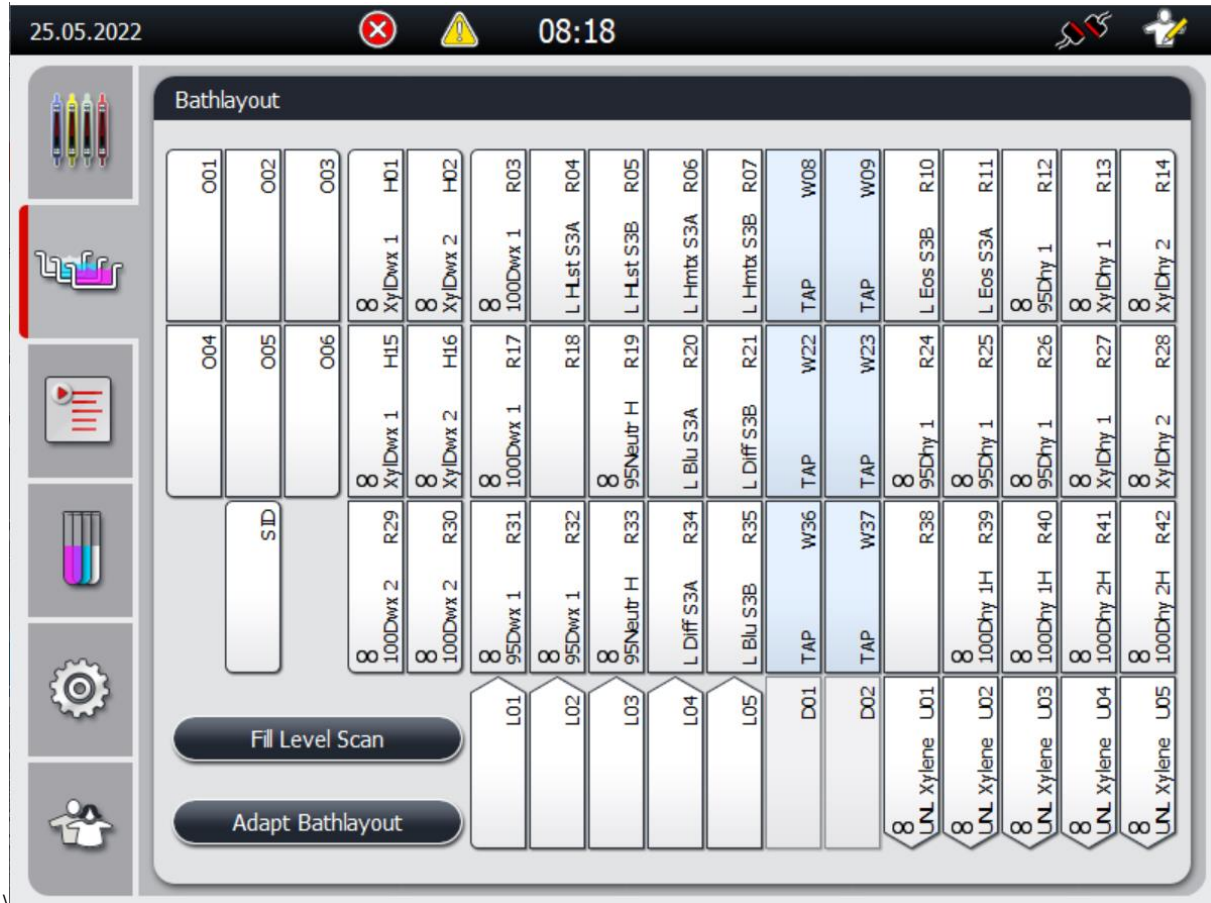 25.05.2022
08:18
Bathlayout
O01
O02
O03
∞ XylDwx 1 H01
∞ XylDwx 2 H02
∞ 100Dwx 1 R03
L HLst S3A R04
L HLst S3B R05
L Hmtx S3A R06
L Hmtx S3B R07
TAP W08
TAP W09
L Eos S3B R10
L Eos S3A R11
∞ 95Dhy 1 R12
∞ XylDhy 1 R13
∞ XylDhy 2 R14
O04
O05
O06
∞ XylDwx 1 H15
∞ XylDwx 2 H16
∞ 100Dwx 1 R17
R18
∞ 95Neutr H R19
L Blu S3A R20
L Diff S3B R21
TAP W22
TAP W23
∞ 95Dhy 1 R24
∞ 95Dhy 1 R25
∞ 95Dhy 1 R26
∞ XylDhy 1 R27
∞ XylDhy 2 R28
SID
∞ 100Dwx 2 R29
∞ 100Dwx 2 R30
∞ 95Dwx 1 R31
∞ 95Dwx 1 R32
∞ 95Neutr H R33
L Diff S3A R34
L Blu S3B R35
TAP W36
TAP W37
R38
∞ 100Dhy 1H R39
∞ 100Dhy 1H R40
∞ 100Dhy 2H R41
∞ 100Dhy 2H R42
L01
L02
L03
L04
L05
D01
D02
∞ UNL Xylene U01
∞ UNL Xylene U02
∞ UNL Xylene U03
∞ UNL Xylene U04
∞ UNL Xylene U05
Fill Level Scan
Adapt Bathlayout
\